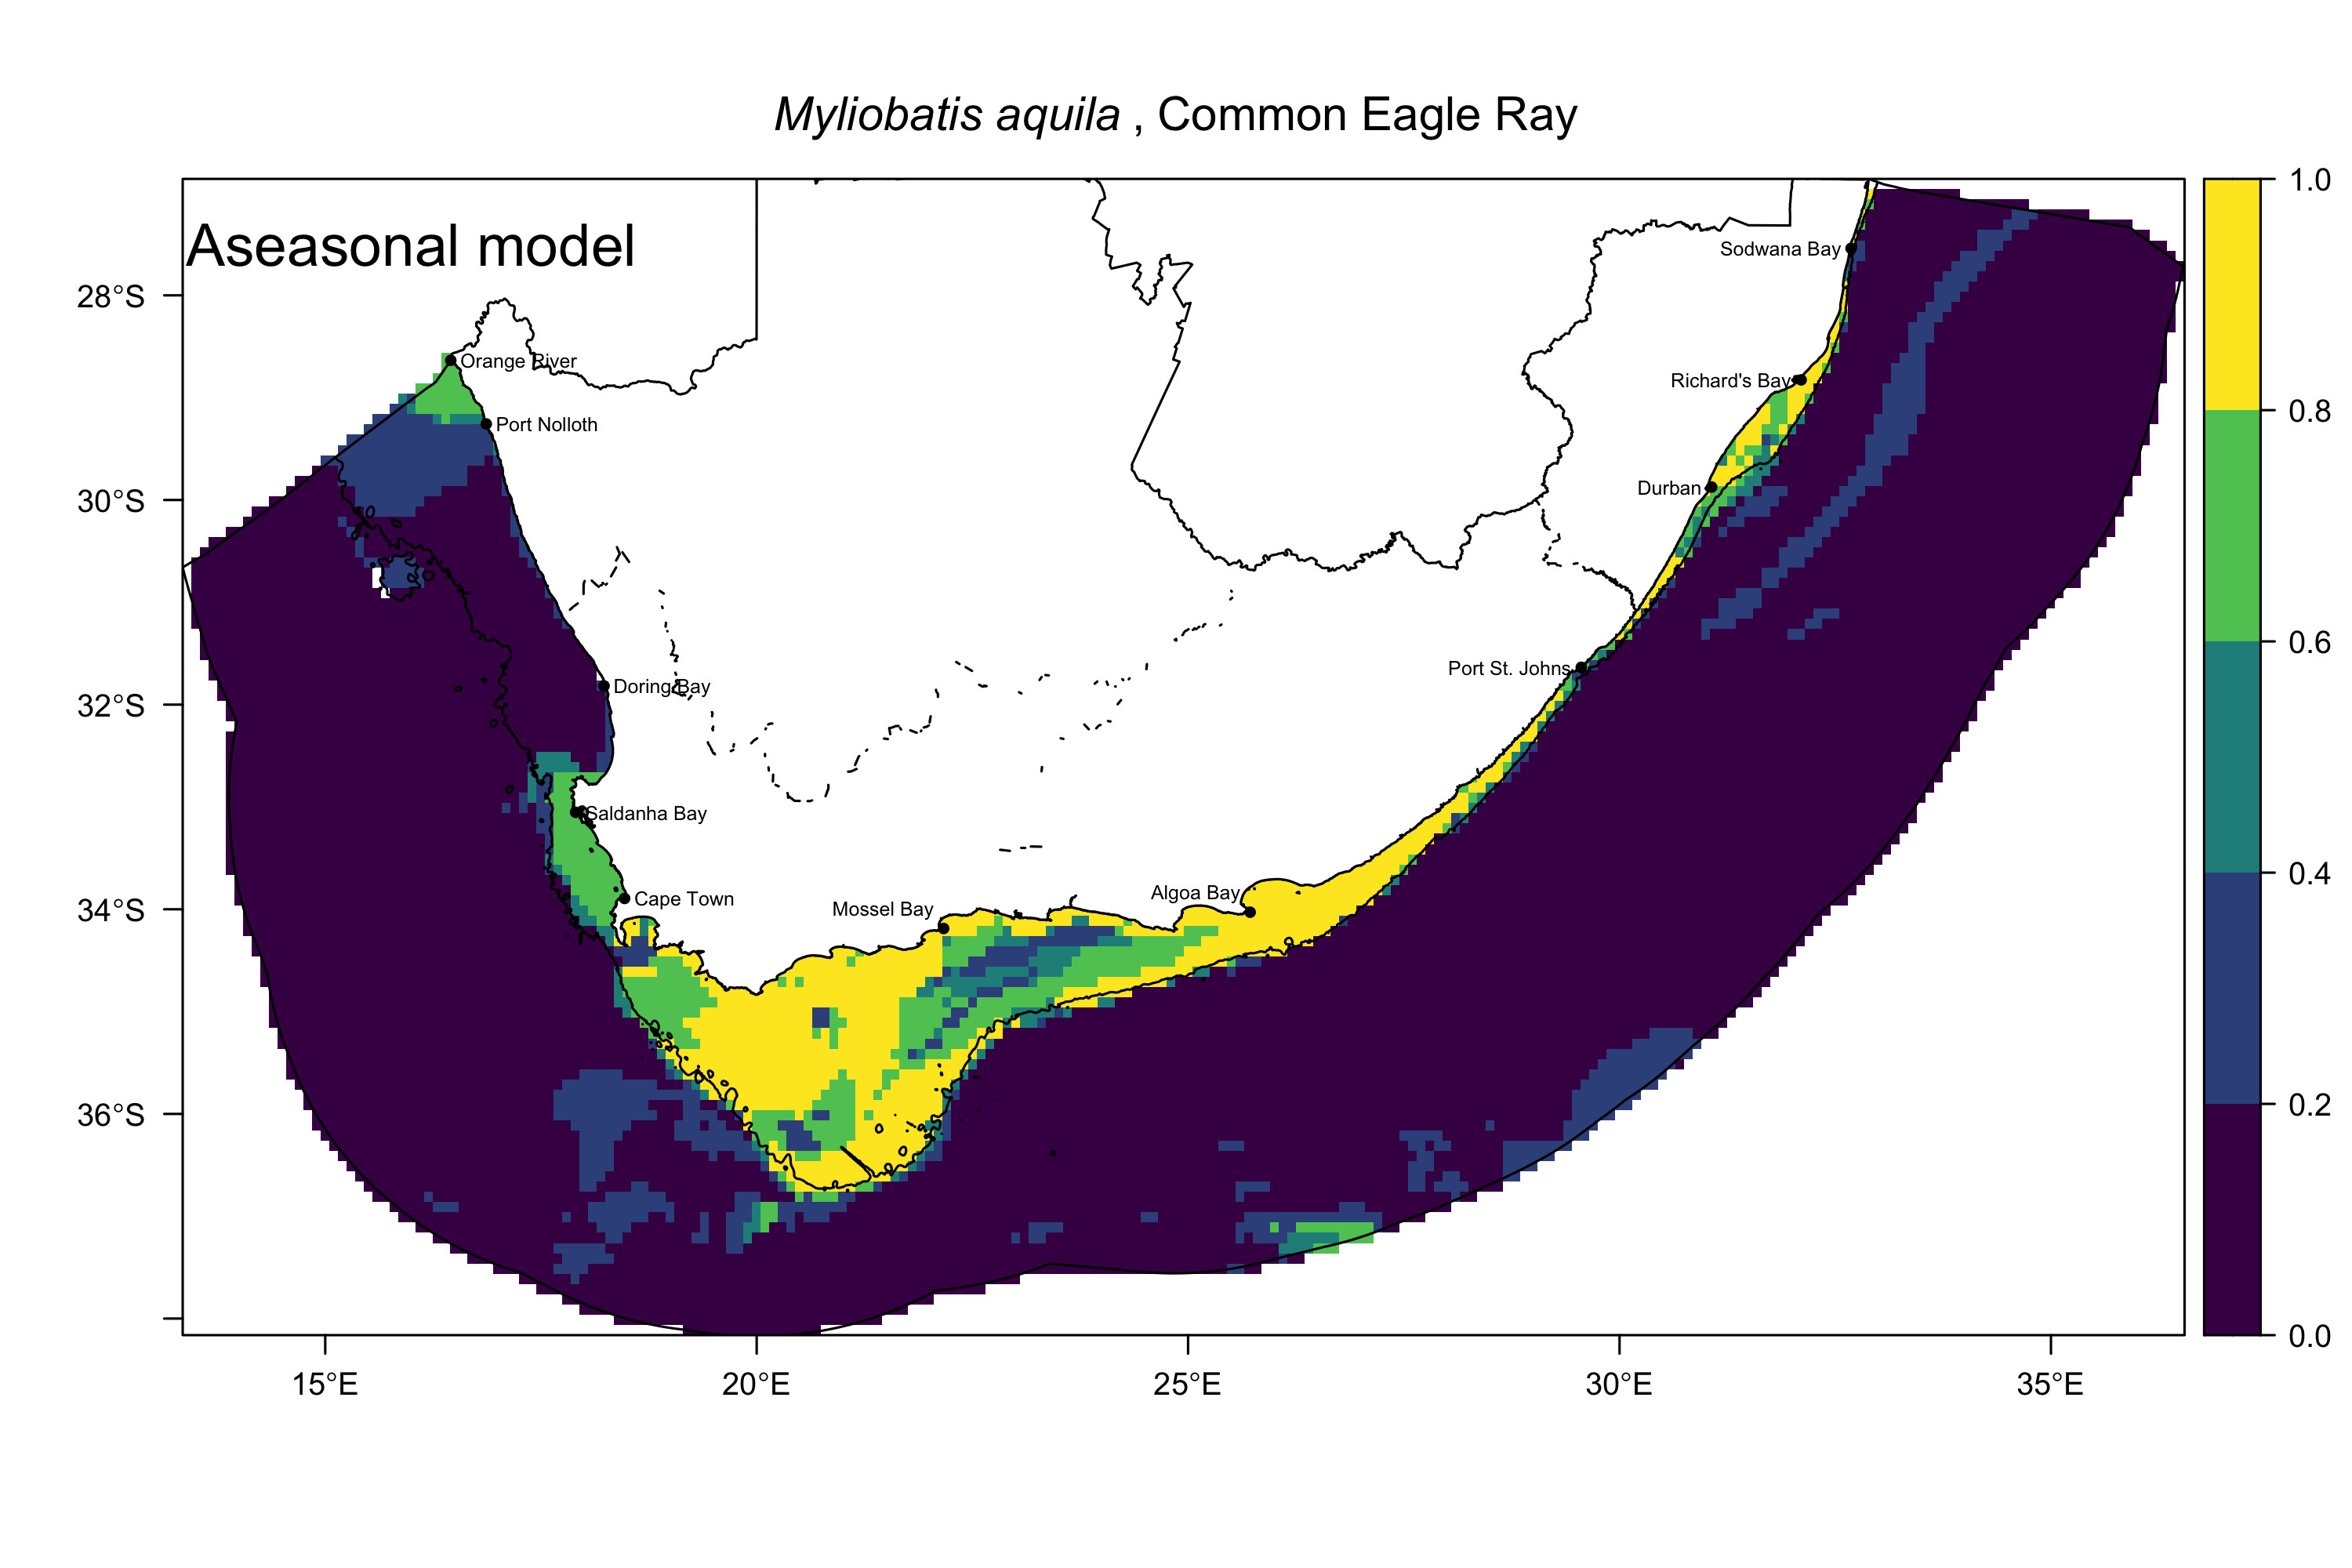 Myliobatis aquila , Common Eagle Ray
Aseasonal model
1.0
0.8
0.6
0.4
0.2
0.0
28°S
30°S
32°S
34°S
36°S
15°E
20°E
25°E
30°E
35°E
Sodwana Bay
Orange River
Richard's Bay
Port Nolloth
Durban
Port St. Johns
Doring Bay
Saldanha Bay
Cape Town
Mossel Bay
Algoa Bay